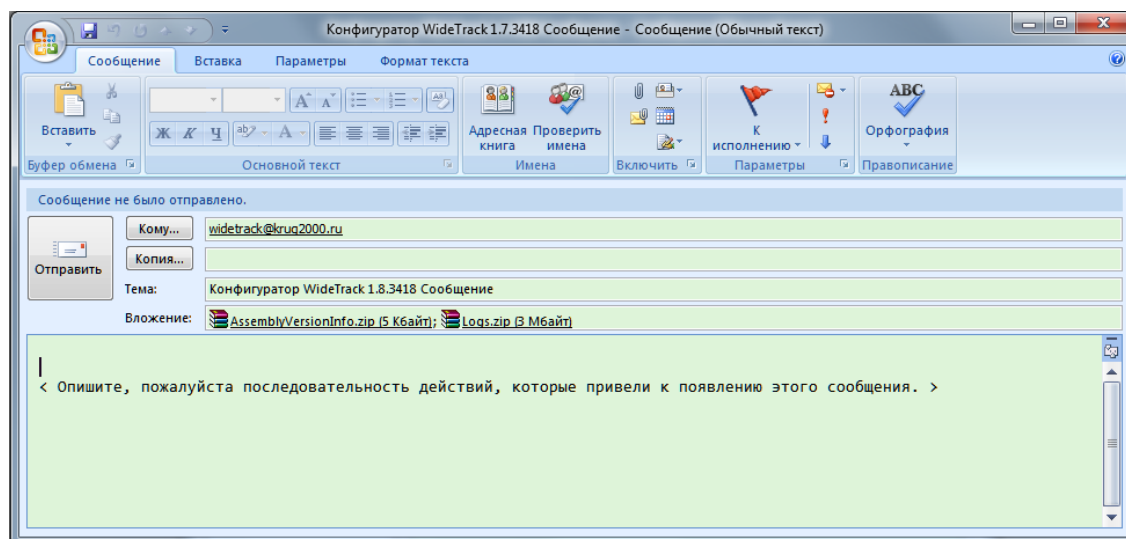 Конфигуратор WideTrack 1.7.3418 Сообщение - Сообщение (Обычный текст)
Сообщение Вставка Параметры Формат текста
Вставить
Буфер обмена
Ж К Ч ab A
Основной текст
Адресная книга
Проверить имена
Имена
Включить
К исполнению
Параметры
ABC
Орфография
Правописание
Сообщение не было отправлено.
Отправить
Кому... widetrack@krug2000.ru
Копия...
Тема: Конфигуратор WideTrack 1.8.3418 Сообщение
Вложение: AssemblyVersionInfo.zip (5 Кбайт); Logs.zip (3 Мбайт)
< Опишите, пожалуйста последовательность действий, которые привели к появлению этого сообщения. >